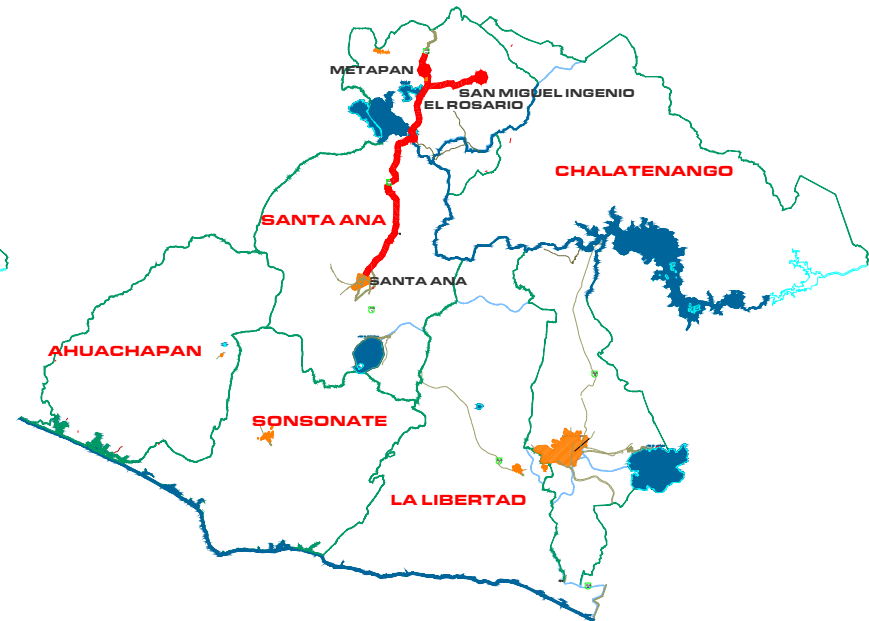 METAPAN
SAN MIGUEL INGENIO
EL ROSARIO
CHALATENANGO
SANTA ANA
SANTA ANA
AHUACHAPAN
SONSONATE
LA LIBERTAD